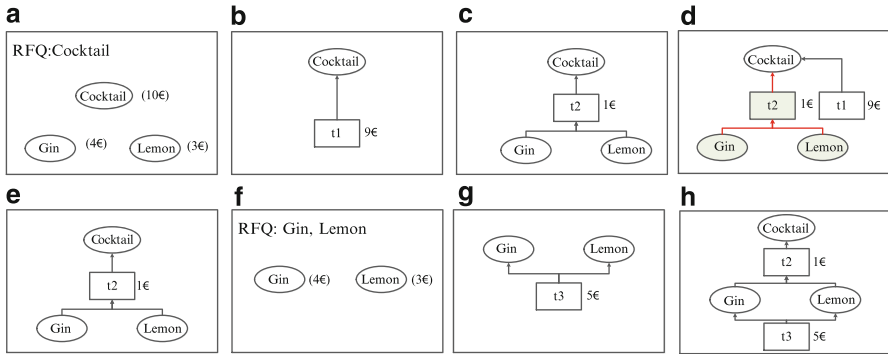 a
RFQ:Cocktail
Cocktail (10€)
Gin (4€) Lemon (3€)
b
Cocktail
t1 9€
c
Cocktail
t2 1€
Gin Lemon
d
Cocktail
t2 1€ t1 9€
Gin Lemon
e
Cocktail
t2 1€
Gin Lemon
f
RFQ: Gin, Lemon
Gin (4€) Lemon (3€)
g
Gin Lemon
t3 5€
h
Cocktail
t2 1€
Gin Lemon
t3 5€